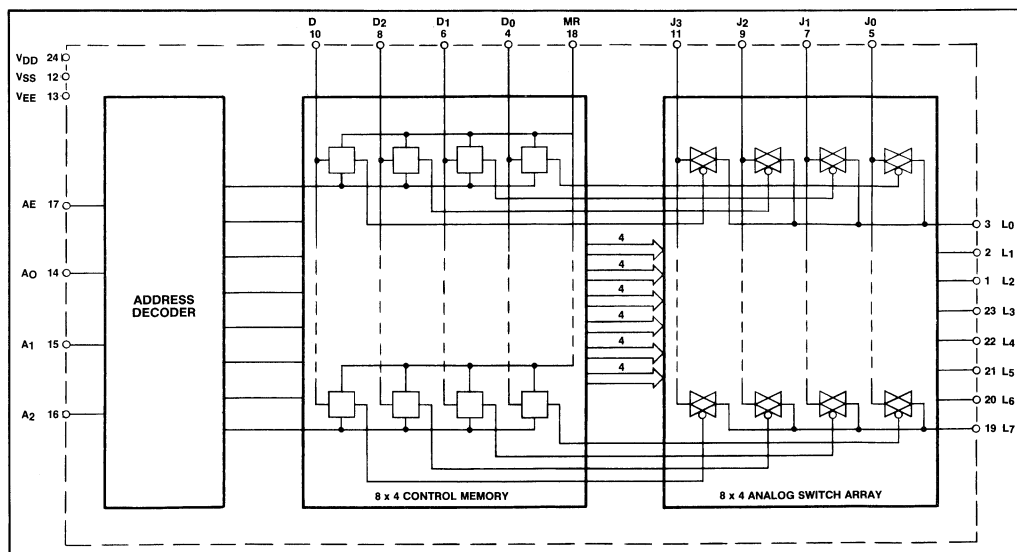 D D2 D1 D0 MR J3 J2 J1 J0
10 8 6 4 18 11 9 7 5
VDD 24
VSS 12
VEE 13
AE 17
3 L0
4
2 L1
AO 14
4
1 L2
ADDRESS
DECODER
4
23 L3
4
22 L4
A1 15
4
21 L5
4
20 L6
A2 16
19 L7
8 x 4 CONTROL MEMORY
8 x 4 ANALOG SWITCH ARRAY